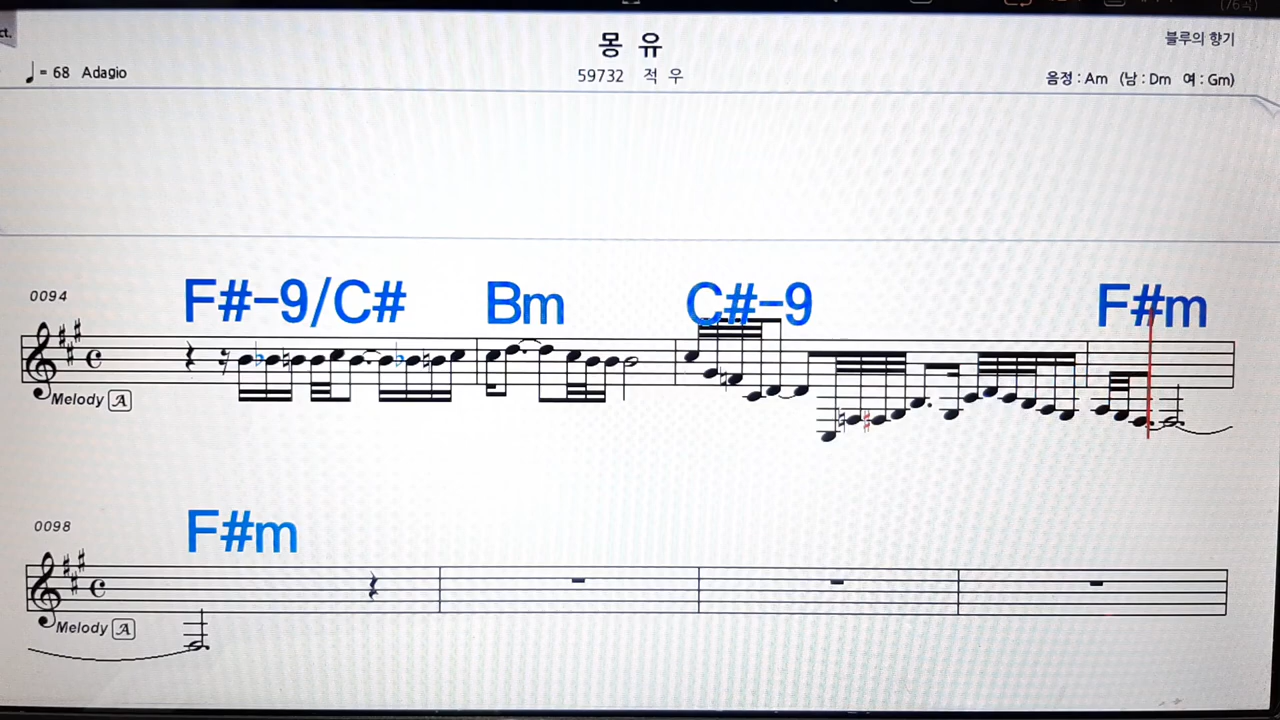 ct.
몽 유
블루의 향기
= 68 Adagio
59732 적 우
음정 : Am (남 : Dm 여 : Gm)
0094
F#-9/C# Bm C#-9 F#m
Melody A
0098
F#m
Melody A